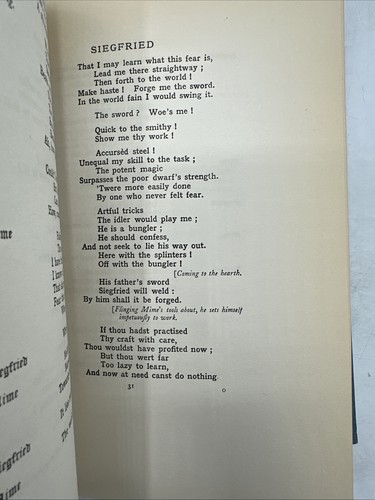 SIEGFRIED
That I may learn what this fear is,
Lead me there straightway ;
Then forth to the world !
Make haste ! Forge me the sword.
In the world fain I would swing it.
The sword ? Woe's me !
Quick to the smithy !
Show me thy work !
Accursèd steel !
Unequal my skill to the task ;
The potent magic
Surpasses the poor dwarf's strength.
'Twere more easily done
By one who never felt fear.
Artful tricks
The idler would play me ;
He is a bungler ;
He should confess,
And not seek to lie his way out.
Here with the splinters !
Off with the bungler !
[Coming to the hearth.
His father's sword
Siegfried will weld :
By him shall it be forged.
[Flinging Mime's tools about, he sets himself
impetuously to work.
If thou hadst practised
Thy craft with care,
Thou wouldst have profited now ;
But thou wert far
Too lazy to learn,
And now at need canst do nothing.
31
Siegfried
Mime